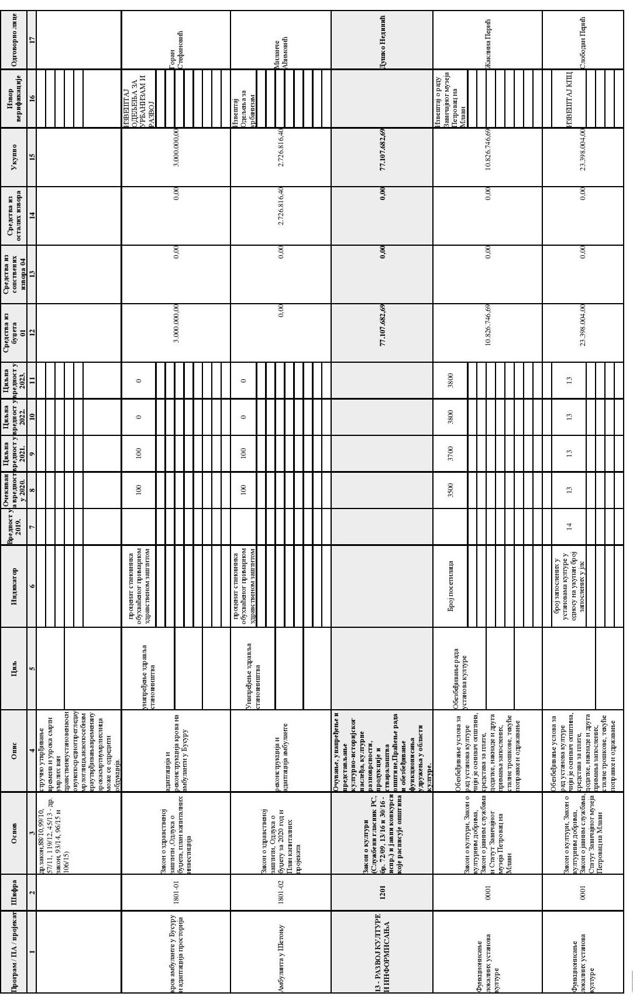 Програм / ПА / пројекат
Шифра
Основ
Опис
Циљ
Индикатор
Вредност у
2019.
Очекиван
а вредност
у 2020.
Циљна
вредност у
2021.
Циљна
вредност у
2022.
Циљна
вредност у
2023.
Средства из
буџета
01
Средства из
сопствених
извора 04
Средства из
осталих извора
Укупно
Извор
верификације
Одговорно лице
1
2
3
4
5
6
7
8
9
10
11
12
13
14
15
16
17
др.закон,88/10,99/10,
57/11, 119/12, 45/13 - др.
закон, 93/14, 96/15 и
106/15)
стручно утврђивање
времена и узрока смрти
умрлих ван
може се одредити
обдукција.
кров амбуланте у Бусуру
и адаптација просторија
1801-01
Закон о здравственој
заштити ,Одлука о
буџета, план капиталних
инвестиција
адаптација и
реконструкција крова на
амбуланти у Бусуру
унапређење здравља
становништва
проценат становника
обухваћеног примарном
здравственом заштитом
100
100
0
0
3.000.000,00
0,00
0,00
3.000.000,00
ИЗВЕШТАЈ
ОДЕЉЕЊА ЗА
УРБАНИЗАМ И
РАЗВОЈ
Горан
Стефановић
Амбуланта у Шетоњу
1801-02
Закон о здравственој
заштити, Одлука о
буџету за 2020 год и
План капиталних
пројеката
реконструкција и
адаптација амбуланте
Унапређење здравља
становништва
проценат становника
обухваћеног примарном
здравственом заштитом
100
100
0
0
0,00
0,00
2.726.816,40
2.726.816,40
Извештај
Одељења за
урбанизам
Миланче
Аћимовић
13 - РАЗВОЈ КУЛТУРЕ
И ИНФОРМИСАЊА
1201
Закон о култури
(Службени гласник РС,
бр. 72/09, 13/16 и 30/16 -
испр.) и јавни конкурси
које расписује општина
Очување, унапређење и
представљање
културно-историјског
наслеђа, културне
разноврсности,
продукције и
стваралаштва
општине,Праћење рада
и обезбеђивање
функционисања
удружења у области
културе.
77.107.682,69
0,00
0,00
77.107.682,69
Душко Нединић
Функционисање
локалних установа
културе
0001
Закон о култури, Закон о
културним добрима,
Закон о јавним службама
и Статут Завичајног
музеја Петровац на
Млави
Обезбеђивање услова за
рад установа културе
чији је оснивач општина,
средства за плате,
додатке, накнаде и друга
примања запослених,
сталне трошкове, текуће
поправке и одржавање
Обезбеђивање рада
установа културе
Број посетилаца
3500
3700
3800
3800
10.826.746,69
0,00
0,00
10.826.746,69
Извештај о раду
Завичајног музеја
Петровац на
Млави
Жаклина Перић
Функционисање
локалних установа
културе
0001
Закон о култури, Закон о
културним добрима,
Закон о јавним службама,
Статут Завичајног музеја
Петровац на Млави
Обезбеђивање услова за
рад установа културе
чији је оснивач општина,
средства за плате,
додатке, накнаде и друга
примања запослених,
сталне трошкове, текуће
поправке и одржавање
број запослених у
установама културе у
односу на укупан број
запослених у јлс
14
13
13
13
13
23.398.004,00
0,00
0,00
23.398.004,00
ИЗВЕШТАЈ КПЦ
Слободан Перић